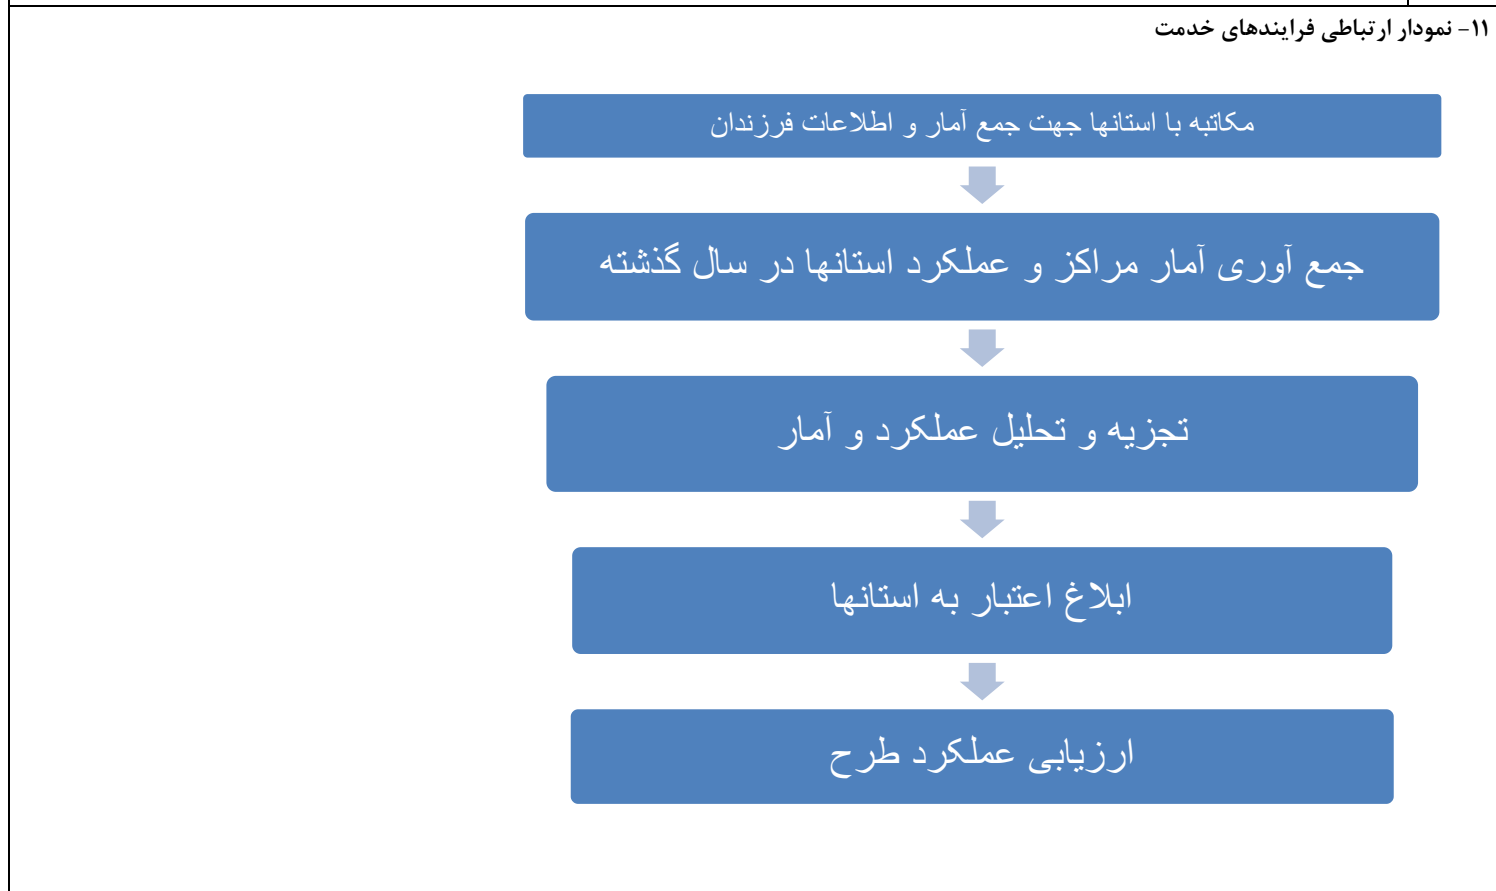 ۱۱- نمودار ارتباطی فرایندهای خدمت
مکاتبه با استانها جهت جمع آمار و اطلاعات فرزندان
جمع آوری آمار مراکز و عملکرد استانها در سال گذشته
تجزیه و تحلیل عملکرد و آمار
ابلاغ اعتبار به استانها
ارزیابی عملکرد طرح